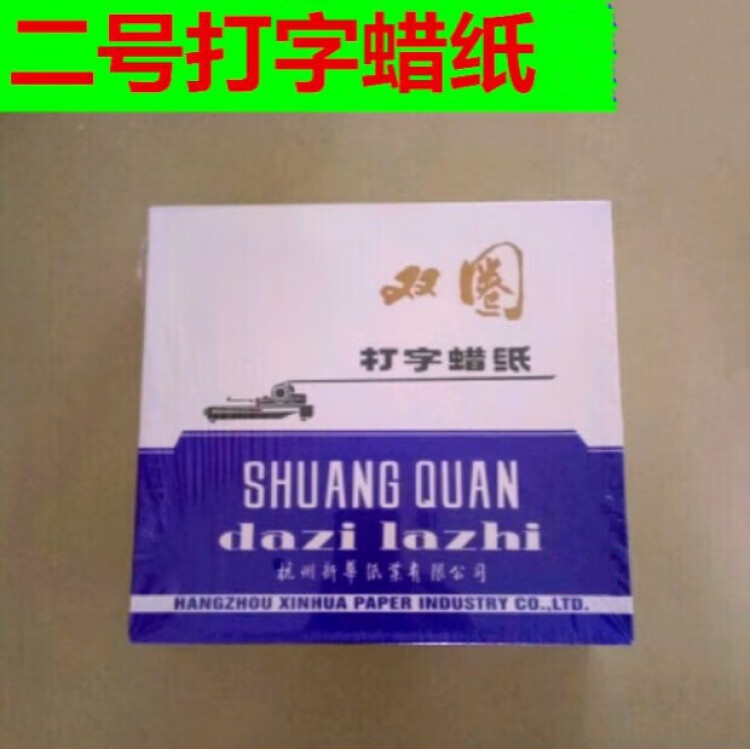 二号打字蜡纸
双圈
打字蜡纸
SHUANG QUAN
dazi lazhi
杭州新华纸业有限公司
HANGZHOU XINHUA PAPER INDUSTRY CO.,LTD.